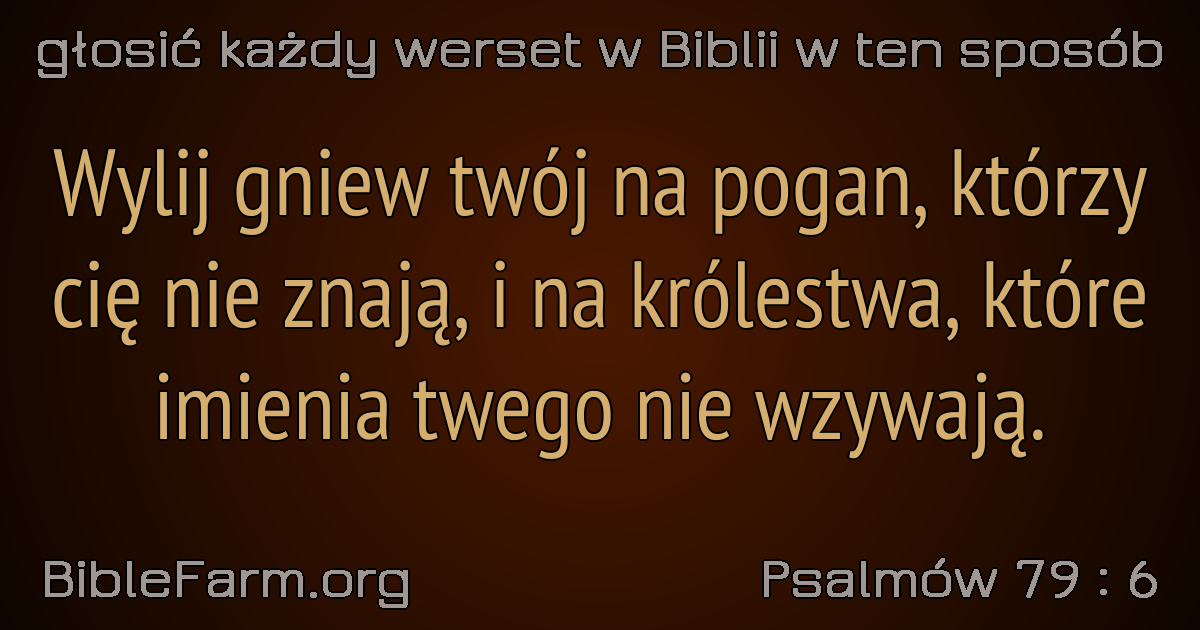 głosić każdy werset w Biblii w ten sposób
Wylij gniew twój na pogan, którzy
cię nie znają, i na królestwa, które
imienia twego nie wzywają.
BibleFarm.org
Psalmów 79 : 6